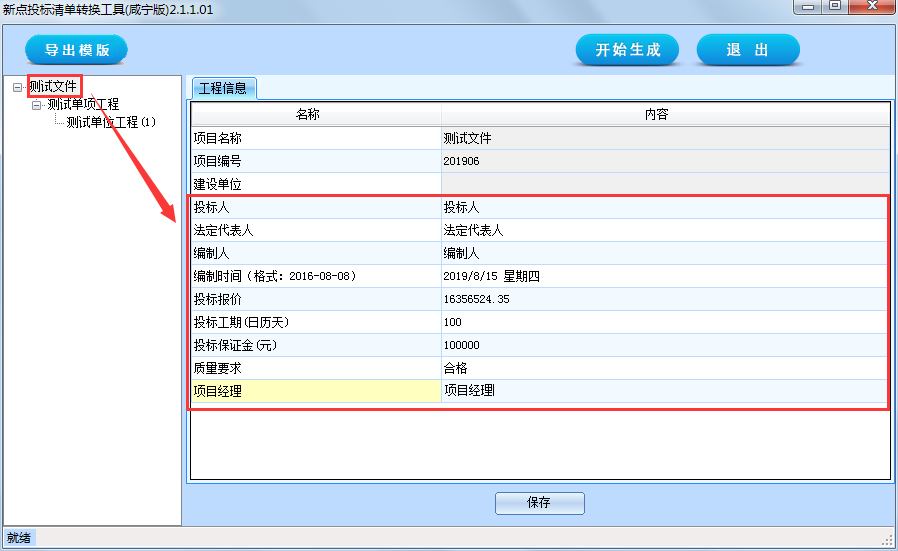 新点投标清单转换工具(咸宁版)2.1.1.01
导出模版
开始生成
退 出
测试文件
测试单项工程
测试单位工程(1)
工程信息
名称 内容
项目名称 测试文件
项目编号 201906
建设单位
投标人 投标人
法定代表人 法定代表人
编制人 编制人
编制时间(格式：2016-08-08) 2019/8/15 星期四
投标报价 16356524.35
投标工期(日历天) 100
投标保证金(元) 100000
质量要求 合格
项目经理 项目经理
保存
就绪